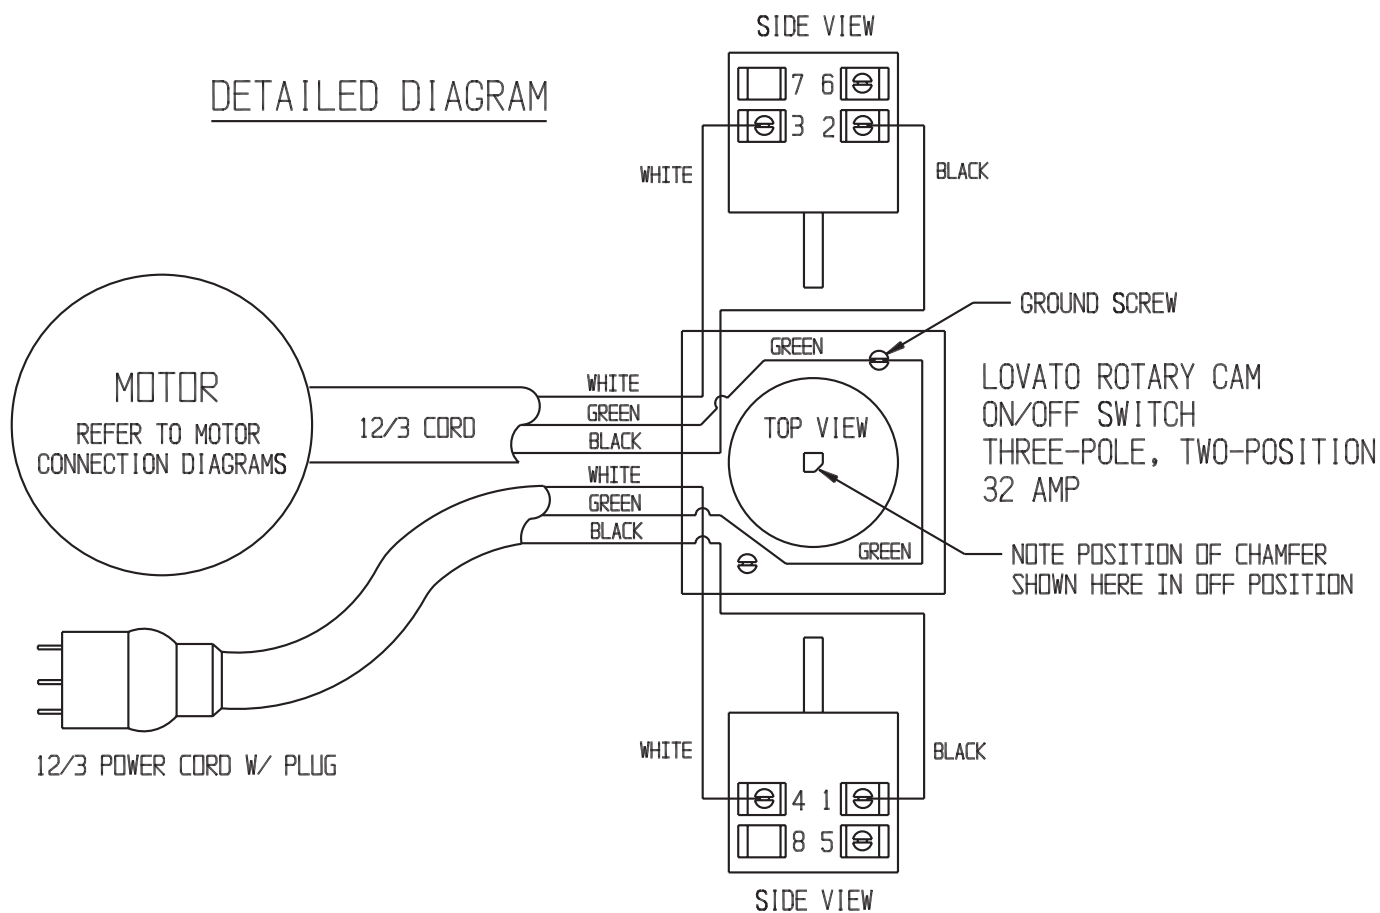 SIDE VIEW
DETAILED DIAGRAM
7 6
3 2
WHITE
BLACK
GROUND SCREW
GREEN
LOVATO ROTARY CAM
ON/OFF SWITCH
THREE-POLE, TWO-POSITION
32 AMP
MOTOR
REFER TO MOTOR
CONNECTION DIAGRAMS
12/3 CORD
WHITE
GREEN
BLACK
TOP VIEW
WHITE
GREEN
BLACK
GREEN
NOTE POSITION OF CHAMFER
SHOWN HERE IN OFF POSITION
12/3 POWER CORD W/ PLUG
WHITE
BLACK
4 1
8 5
SIDE VIEW